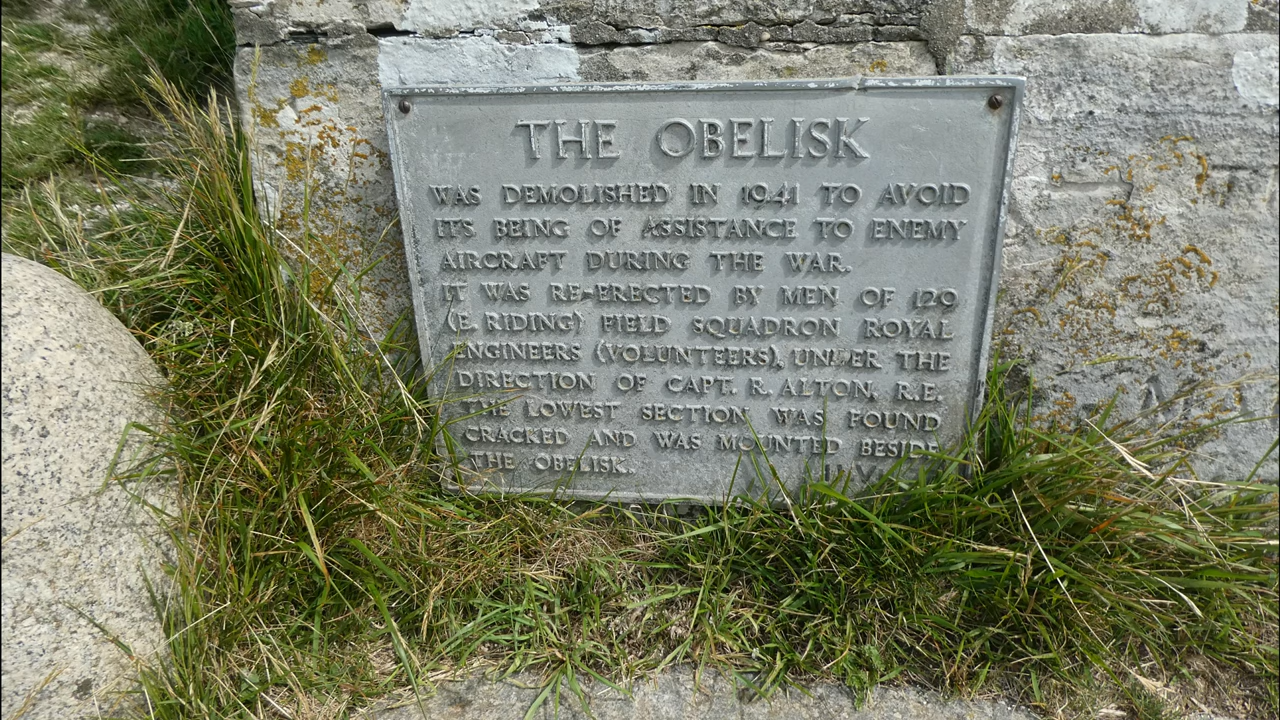 THE OBELISK
WAS DEMOLISHED IN 1941 TO AVOID
ITS BEING OF ASSISTANCE TO ENEMY
AIRCRAFT DURING THE WAR.
IT WAS RE-ERECTED BY MEN OF 129
(E. RIDING) FIELD SQUADRON ROYAL
ENGINEERS (VOLUNTEERS), UNDER THE
DIRECTION OF CAPT. R. ALTON, R.E.
THE LOWEST SECTION WAS FOUND
CRACKED AND WAS MOUNTED BESIDE
THE OBELISK.